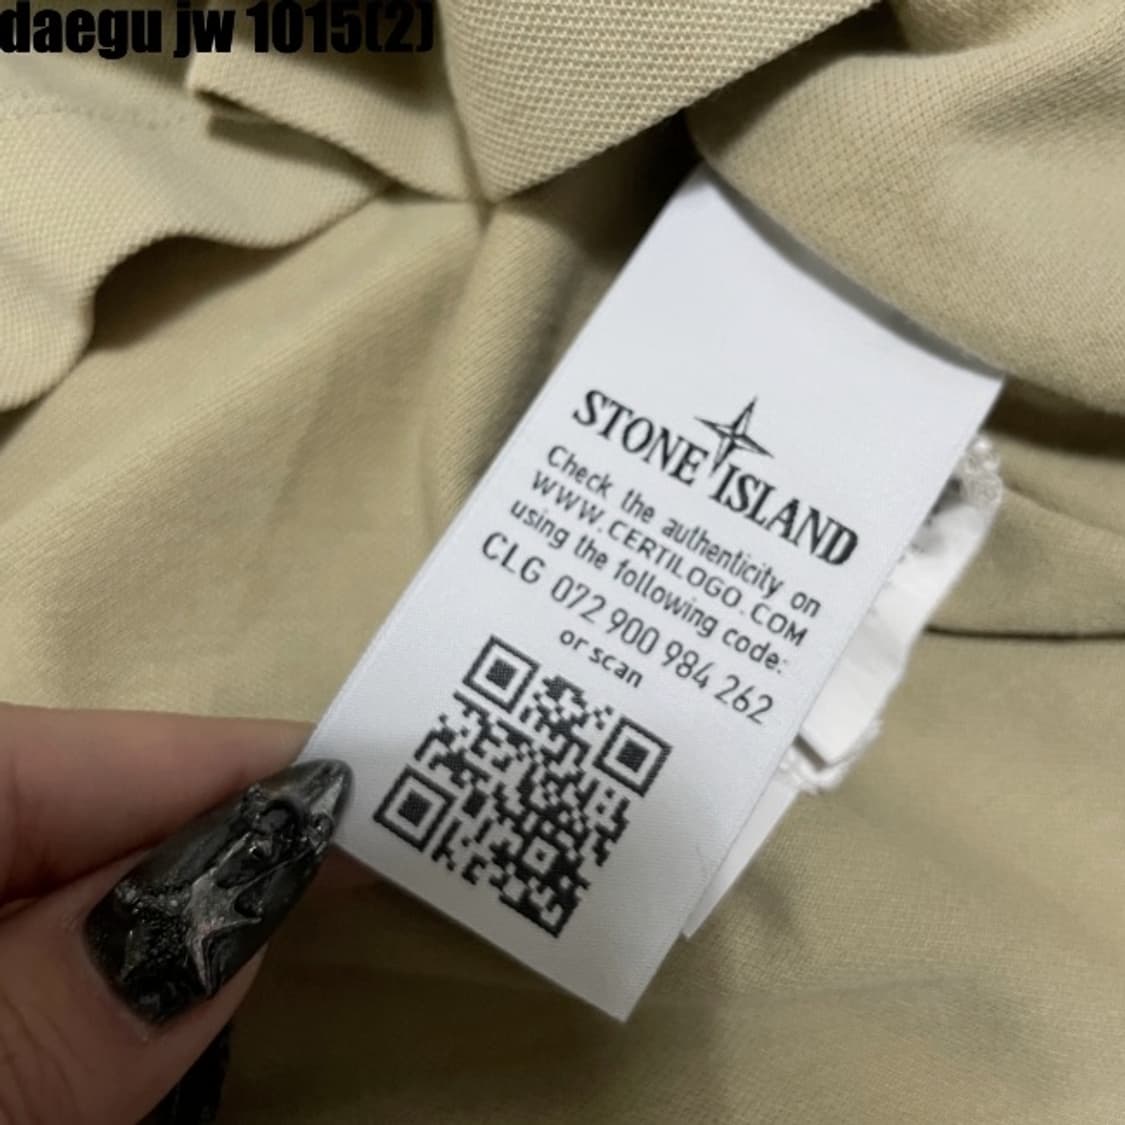 daegu jw 1015(2)
STONE ISLAND
Check the authenticity on
WWW.CERTILOGO.COM
using the following code:
CLG 072 900 984 262
or scan